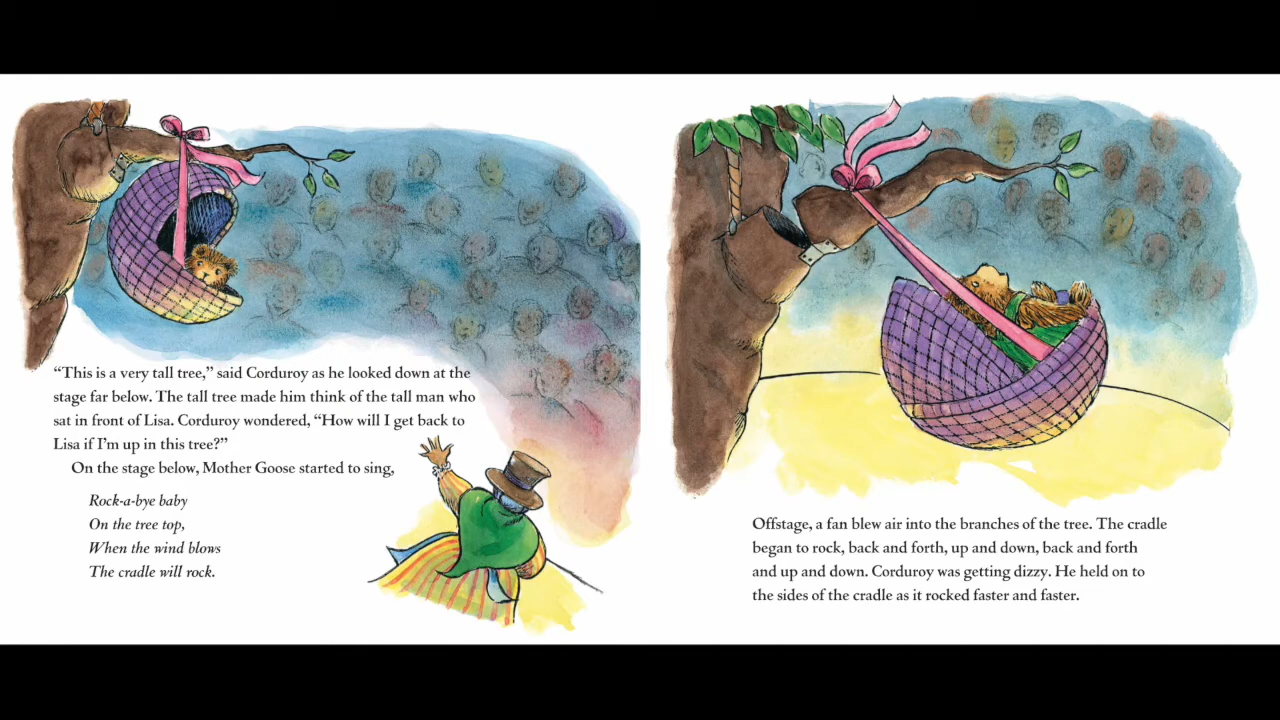 “This is a very tall tree,” said Corduroy as he looked down at the
stage far below. The tall tree made him think of the tall man who
sat in front of Lisa. Corduroy wondered, “How will I get back to
Lisa if I’m up in this tree?”
On the stage below, Mother Goose started to sing,
Rock-a-bye baby
On the tree top,
When the wind blows
The cradle will rock.
Offstage, a fan blew air into the branches of the tree. The cradle
began to rock, back and forth, up and down, back and forth
and up and down. Corduroy was getting dizzy. He held on to
the sides of the cradle as it rocked faster and faster.